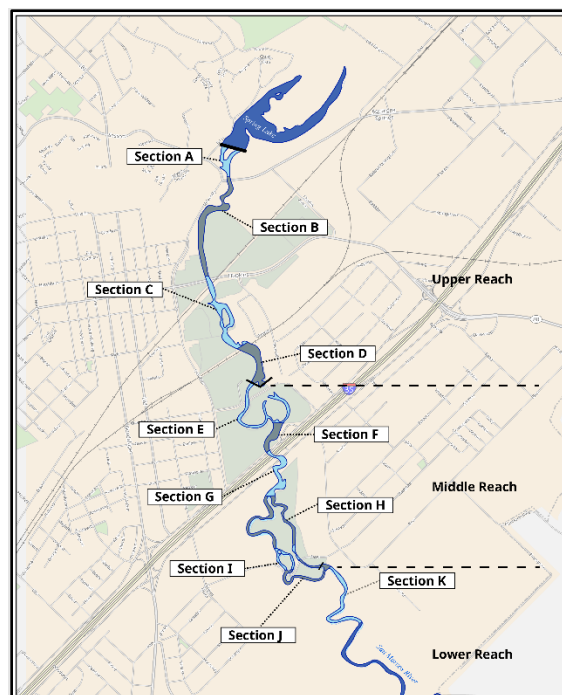 Spring Lake
Section A
Section B
Upper Reach
Section C
Section D
35
Section E
Section F
Middle Reach
Section G
Section H
Section I
Section K
Section J
San Marcos River
Lower Reach